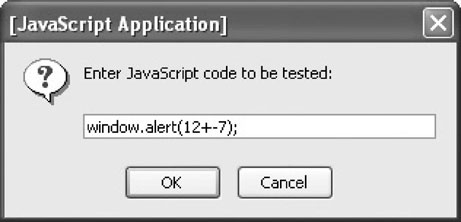 [JavaScript Application]
Enter JavaScript code to be tested:
window.alert(12+-7);
OK
Cancel